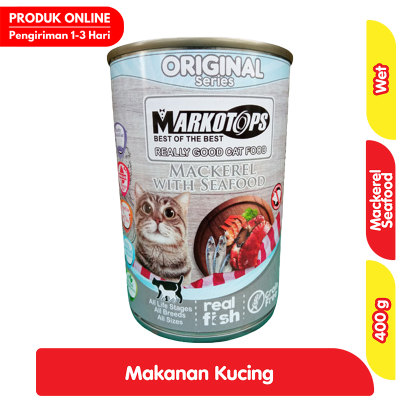 PRODUK ONLINE
Pengiriman 1-3 Hari
ORIGINAL
Series
MARKOTOPS
BEST OF THE BEST
REALLY GOOD CAT FOOD
MACKEREL
WITH SEAFOOD
All Life Stages
All Breeds
All Sizes
real
fish
Wet
Mackerel
Seafood
400 g
Makanan Kucing